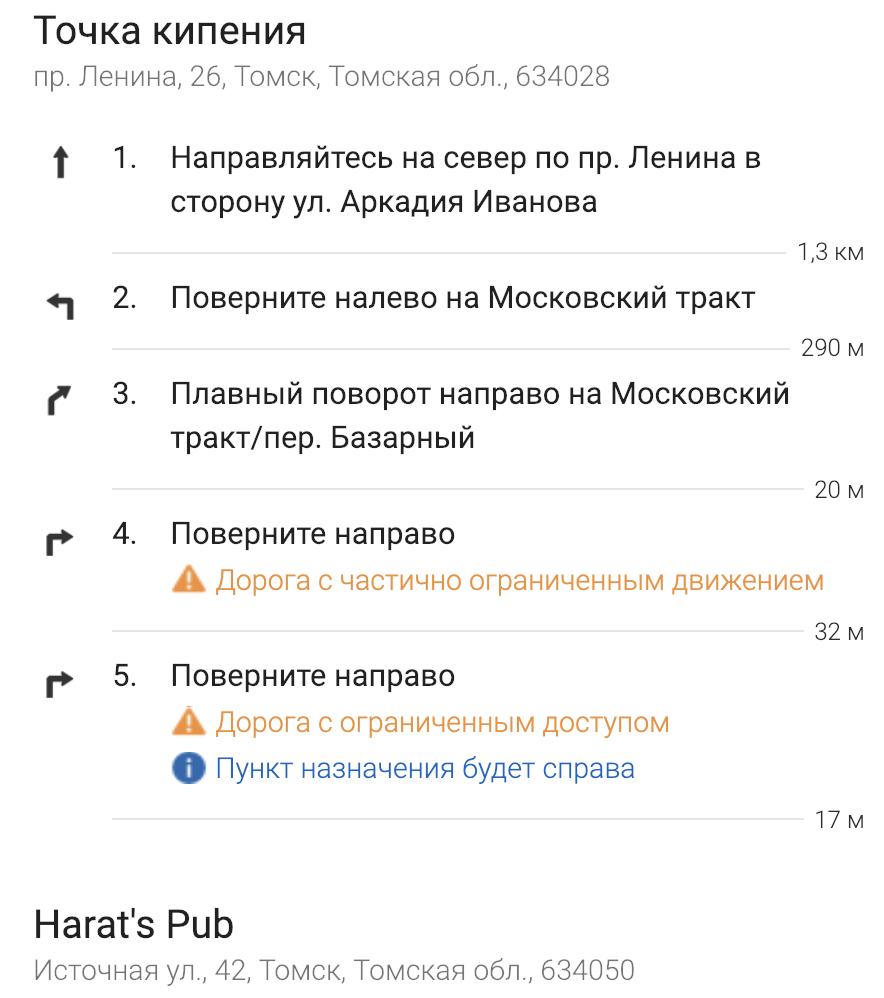 Точка кипения
пр. Ленина, 26, Томск, Томская обл., 634028
1. Направляйтесь на север по пр. Ленина в
сторону ул. Аркадия Иванова
1,3 км
2. Поверните налево на Московский тракт
290 м
3. Плавный поворот направо на Московский
тракт/пер. Базарный
20 м
4. Поверните направо
Дорога с частично ограниченным движением
32 м
5. Поверните направо
Дорога с ограниченным доступом
Пункт назначения будет справа
17 м
Harat's Pub
Источная ул., 42, Томск, Томская обл., 634050